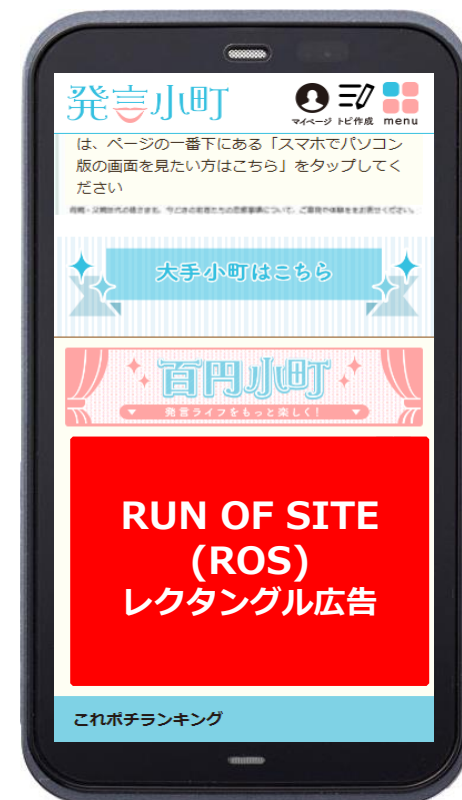 発言小町
マイページ トピ作成 menu
は、ページの一番下にある「スマホでパソコン
版の画面を見たい方はこちら」をタップしてく
ださい
大手小町はこちら
百円小町
発言ライフをもっと楽しく!
RUN OF SITE
(ROS)
レクタングル広告
これポチランキング